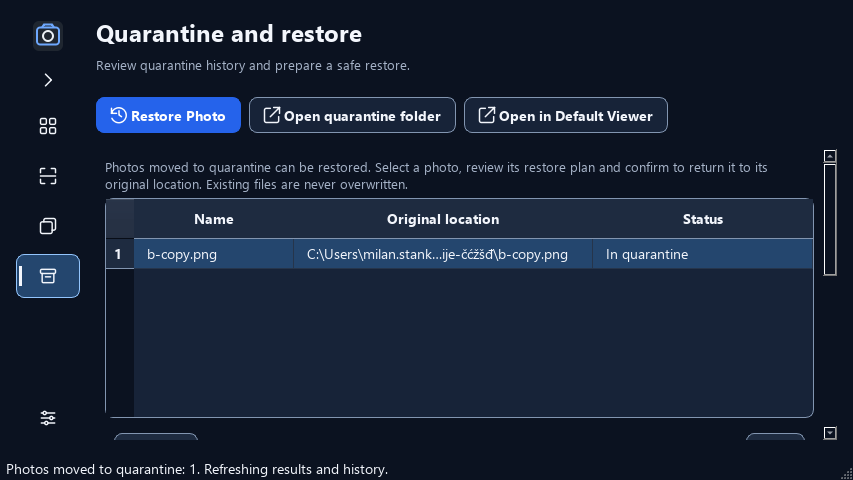 Quarantine and restore
Review quarantine history and prepare a safe restore.
Restore Photo
Open quarantine folder
Open in Default Viewer
Photos moved to quarantine can be restored. Select a photo, review its restore plan and confirm to return it to its
original location. Existing files are never overwritten.
Name Original location Status
1 b-copy.png C:\Users\milan.stank...ije-čćžšđ\b-copy.png In quarantine
Photos moved to quarantine: 1. Refreshing results and history.